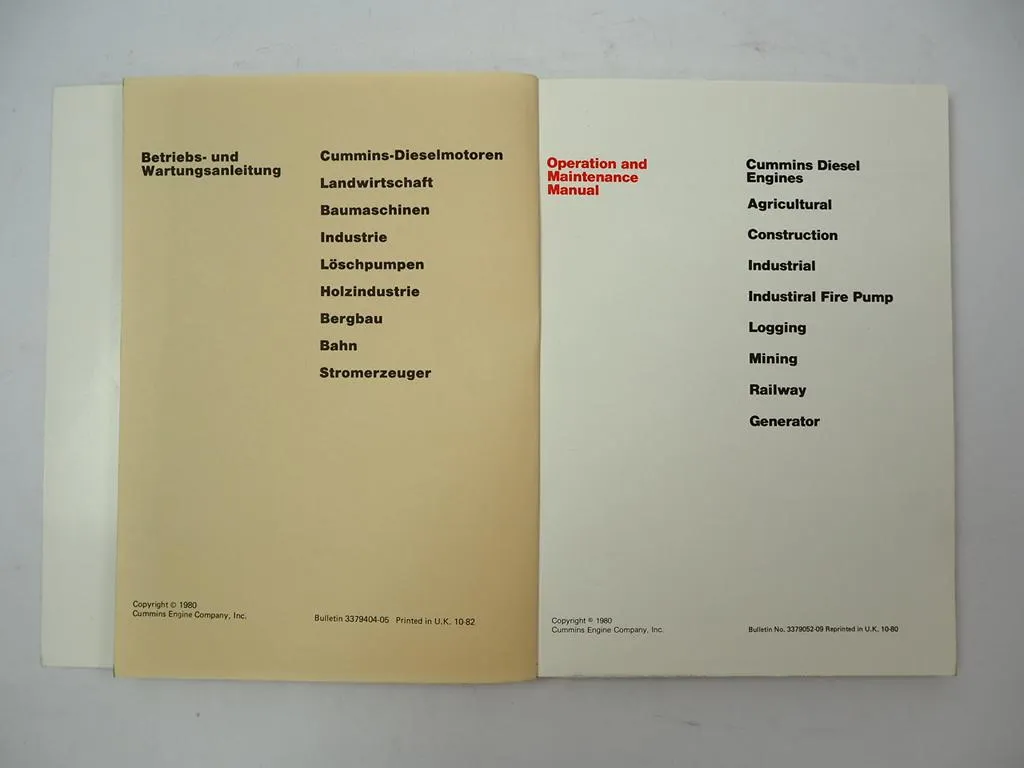 Betriebs- und
Wartungsanleitung
Cummins-Dieselmotoren
Landwirtschaft
Baumaschinen
Industrie
Löschpumpen
Holzindustrie
Bergbau
Bahn
Stromerzeuger
Copyright © 1980
Cummins Engine Company, Inc.
Bulletin 3379404-05 Printed in U.K. 10-82
Operation and
Maintenance
Manual
Cummins Diesel
Engines
Agricultural
Construction
Industrial
Industiral Fire Pump
Logging
Mining
Railway
Generator
Copyright © 1980
Cummins Engine Company, Inc.
Bulletin No. 3379052-09 Reprinted in U.K. 10-80